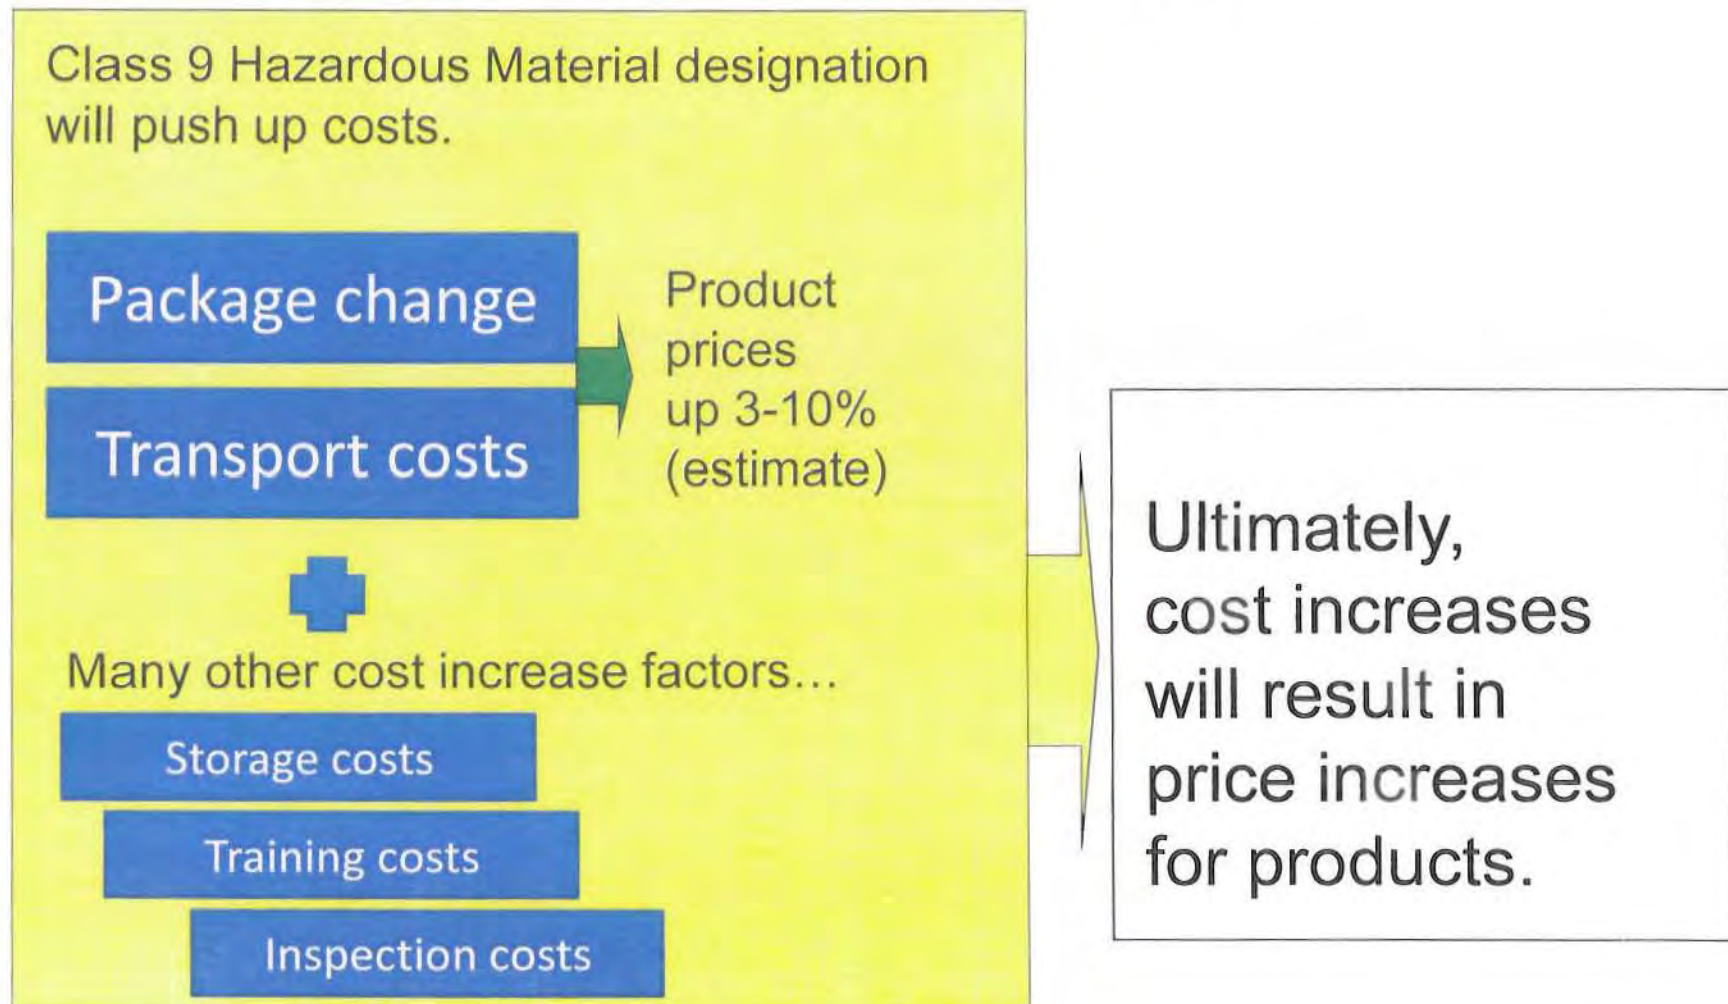 Class 9 Hazardous Material designation
will push up costs.
Package change
Transport costs
Product
prices
up 3-10%
(estimate)
Many other cost increase factors…
Storage costs
Training costs
Inspection costs
Ultimately,
cost increases
will result in
price increases
for products.